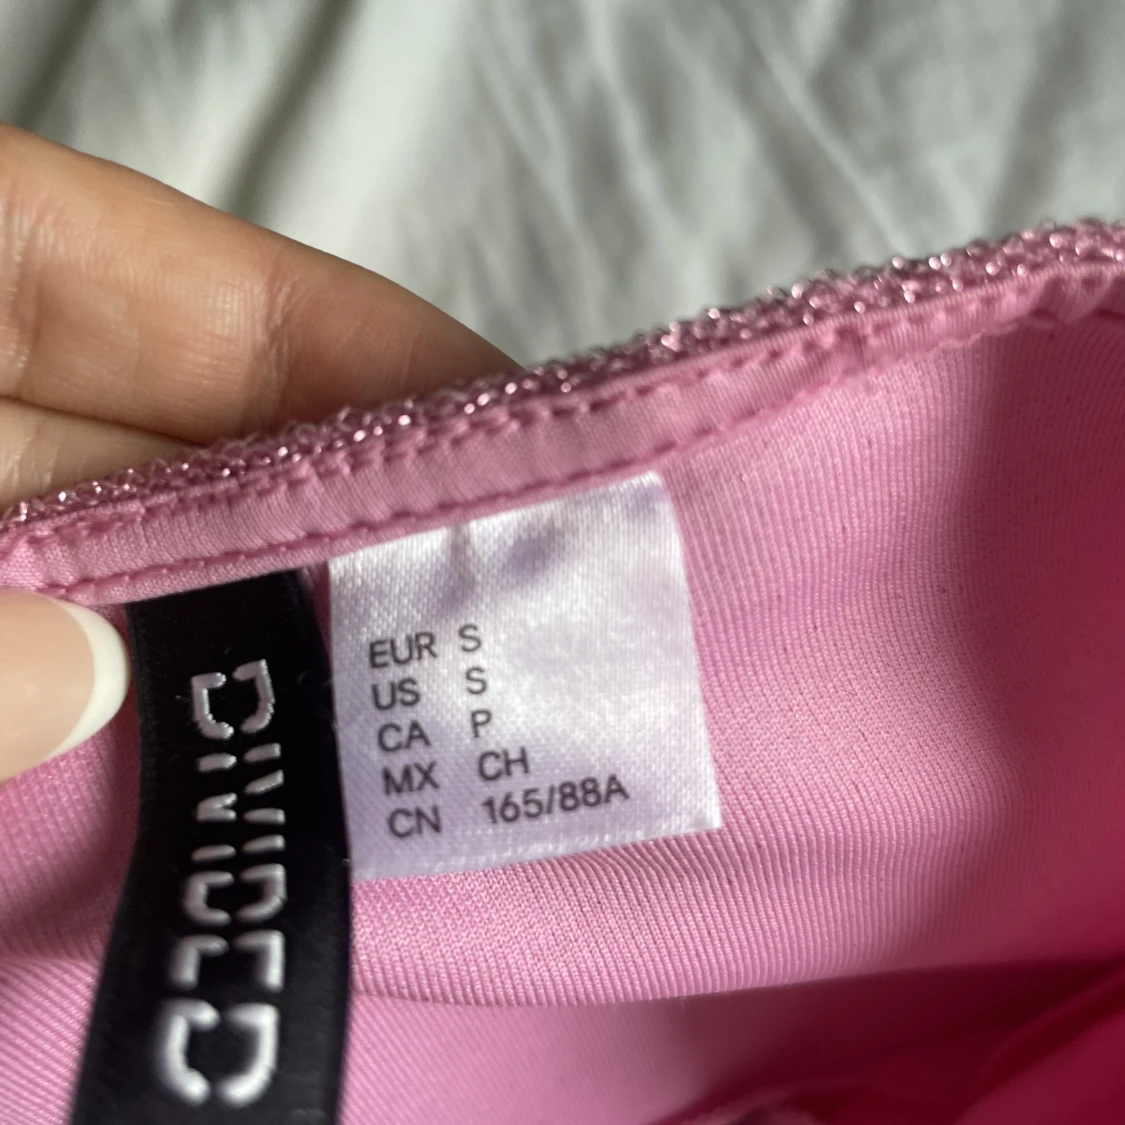 DIVIDED
EUR S
US S
CA P
MX CH
CN 165/88A